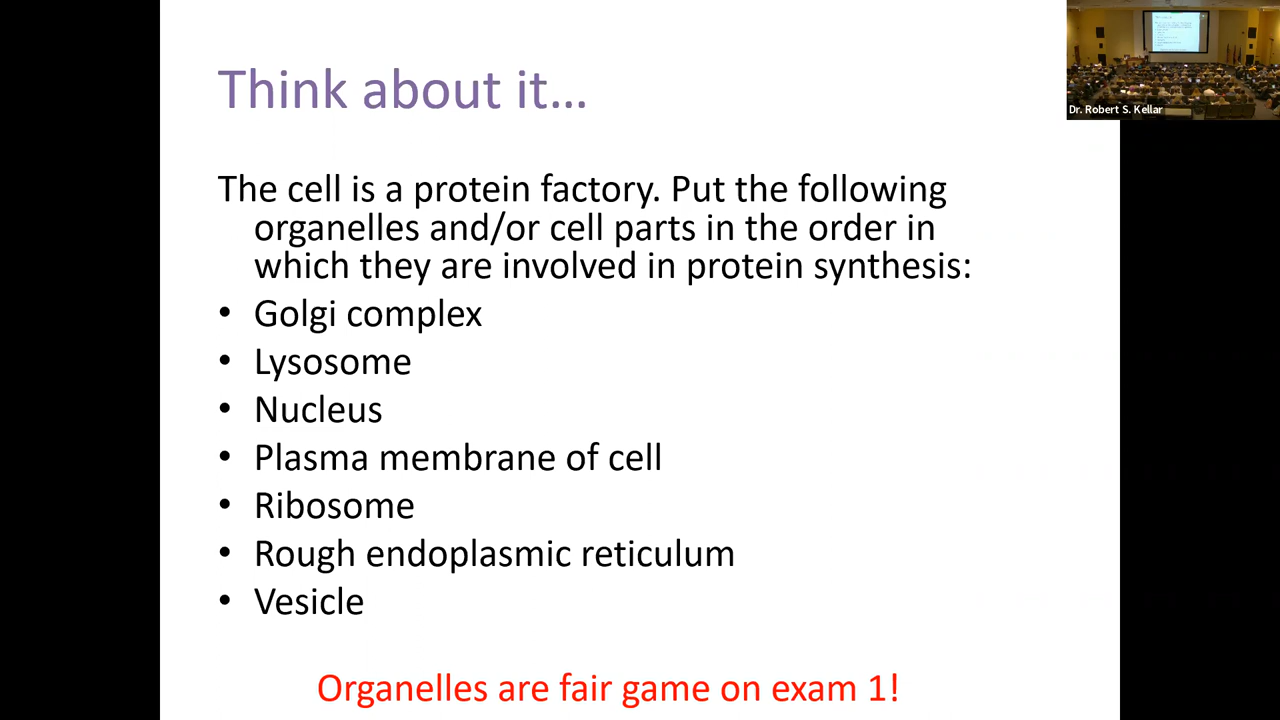 Think about it...
The cell is a protein factory. Put the following
organelles and/or cell parts in the order in
which they are involved in protein synthesis:
• Golgi complex
• Lysosome
• Nucleus
• Plasma membrane of cell
• Ribosome
• Rough endoplasmic reticulum
• Vesicle
Organelles are fair game on exam 1!
Dr. Robert S. Kellar